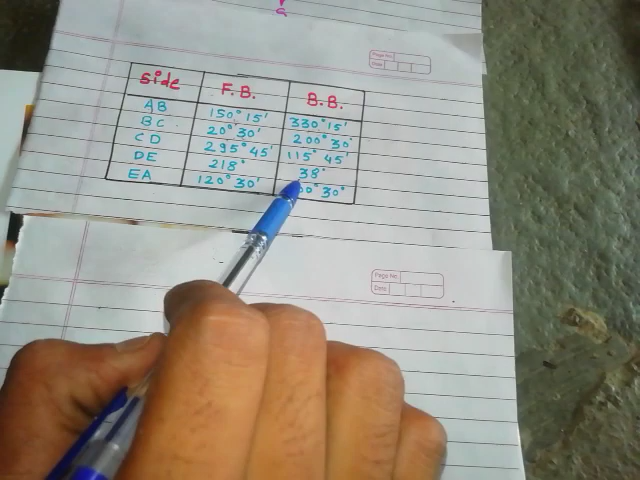 Page No.
Date
Side F.B. B.B.
AB 150° 15' 330° 15'
BC 20° 30' 200° 30'
CD 295° 45' 115° 45'
DE 218° 38°
EA 120° 30' 30°
Page No.
Date